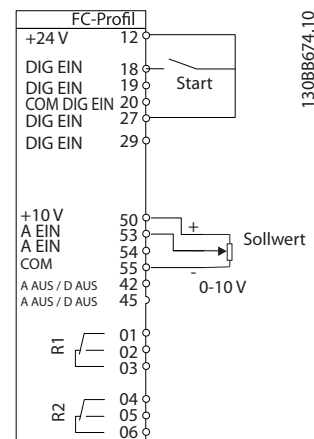 FC-Profil
+24 V 12
DIG EIN 18
Start
DIG EIN 19
COM DIG EIN 20
DIG EIN 27
DIG EIN 29
+10 V 50
+
A EIN 53
Sollwert
A EIN 54
COM 55
-
0-10 V
A AUS / D AUS 42
A AUS / D AUS 45
R1
01
02
03
R2
04
05
06
130BB674.10